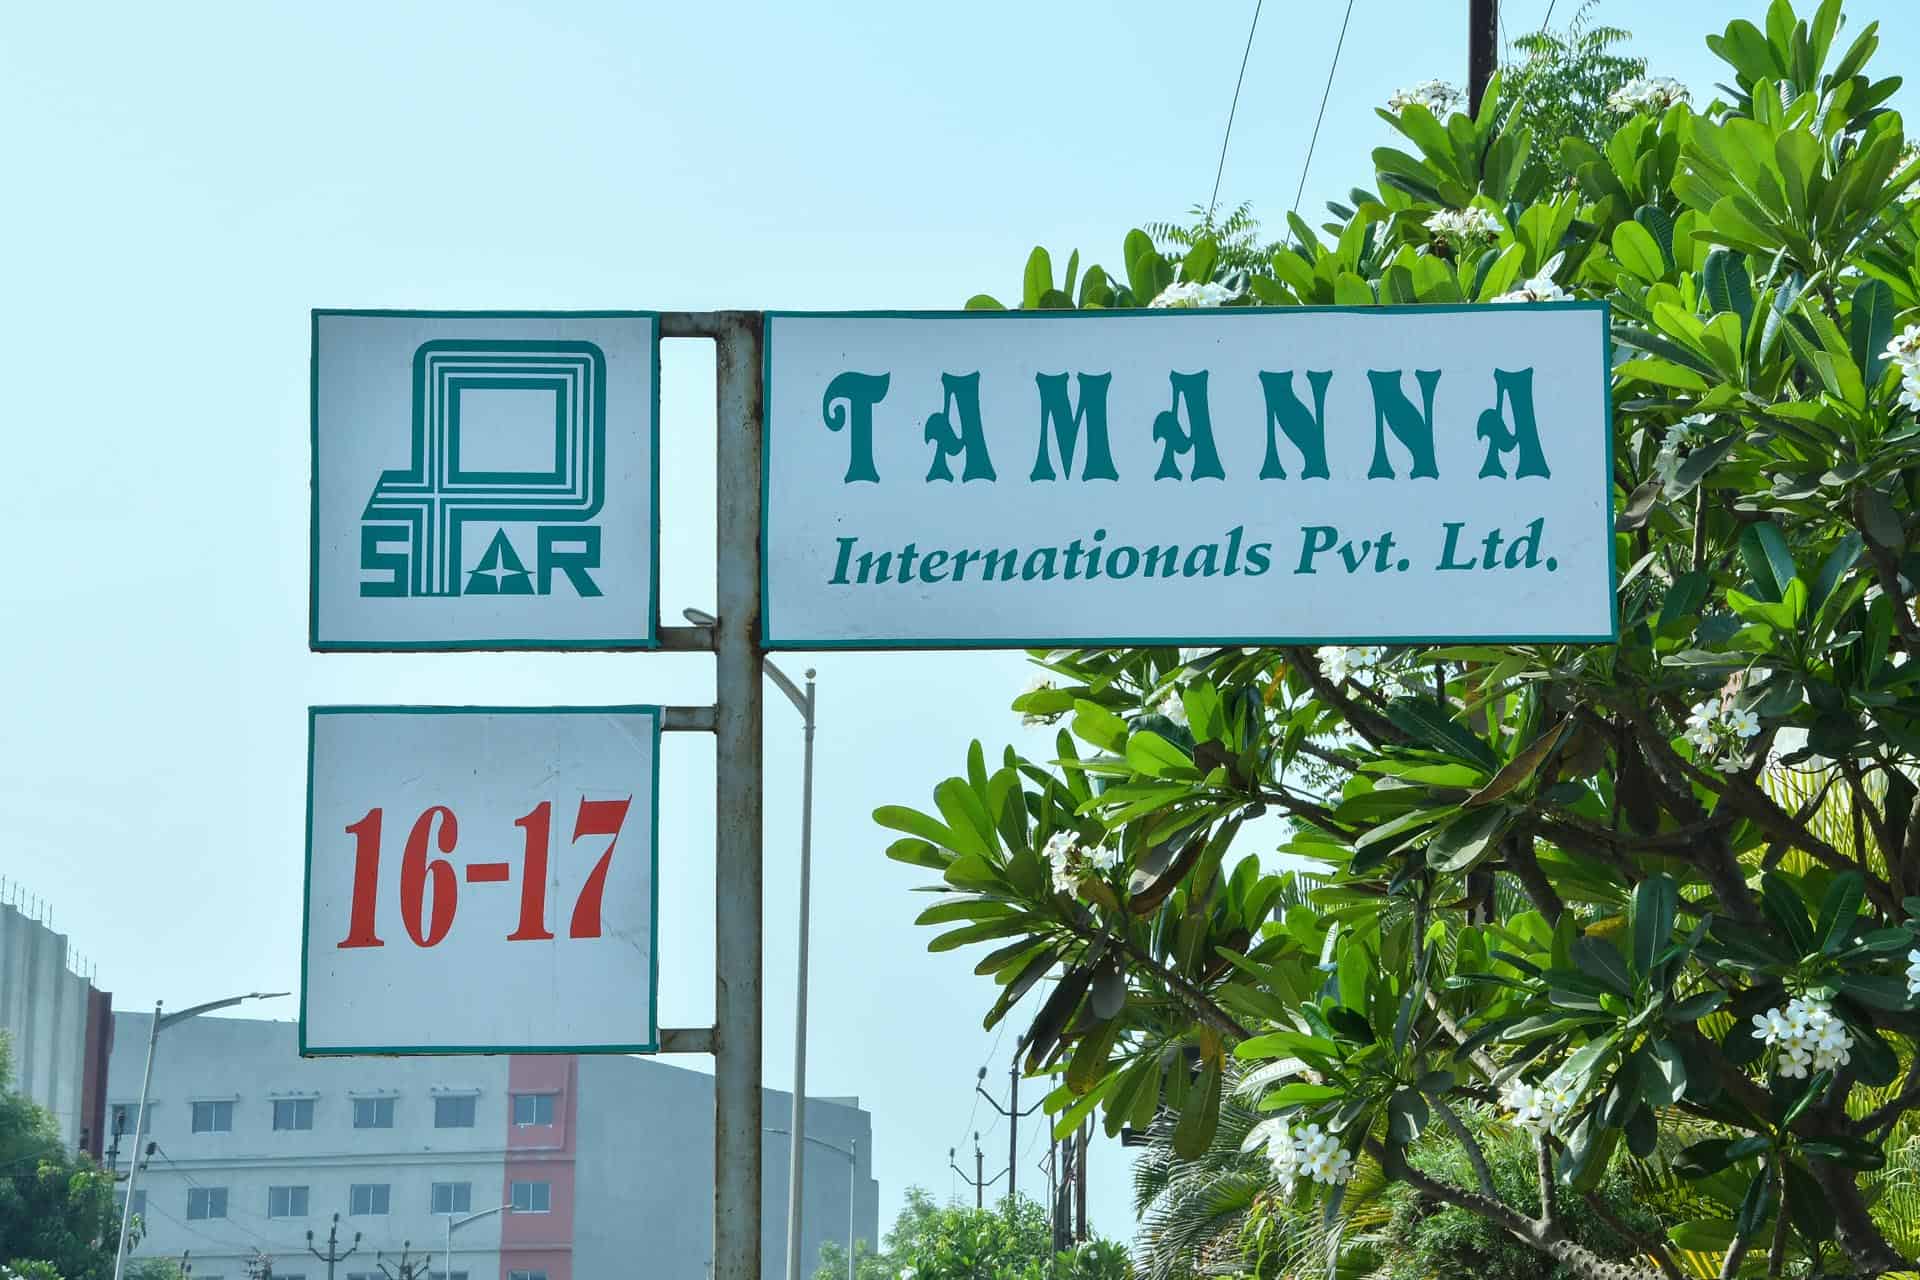 STAR
TAMANNA
Internationals Pvt. Ltd.
16-17